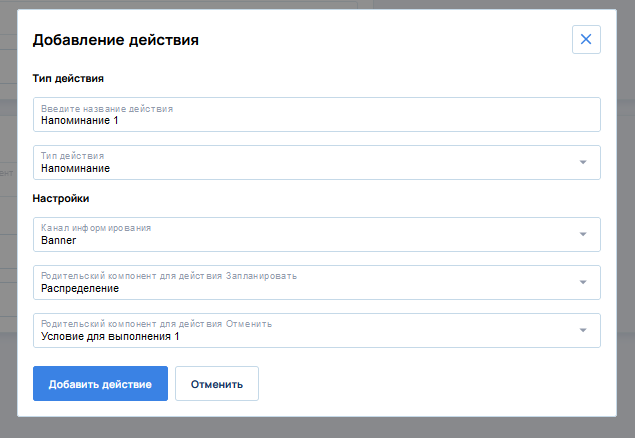 Добавление действия
Тип действия
Введите название действия
Напоминание 1
Тип действия
Напоминание
Настройки
Канал информирования
Banner
Родительский компонент для действия Запланировать
Распределение
Родительский компонент для действия Отменить
Условие для выполнения 1
Добавить действие
Отменить